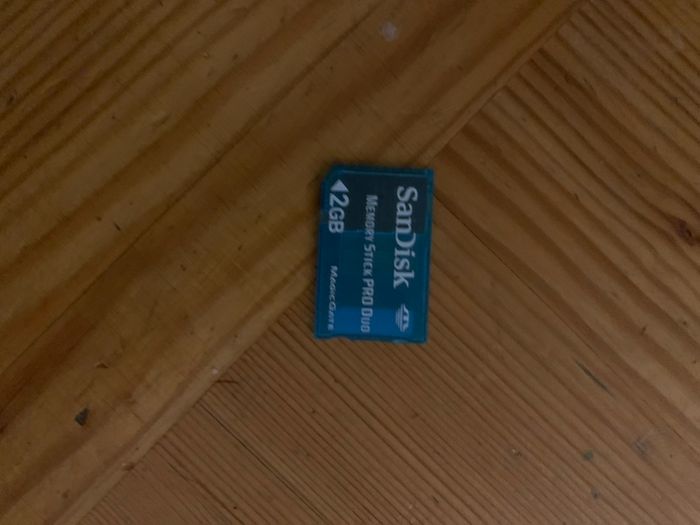 SanDisk
MEMORY STICK PRO DUO
2GB MAGICGATE